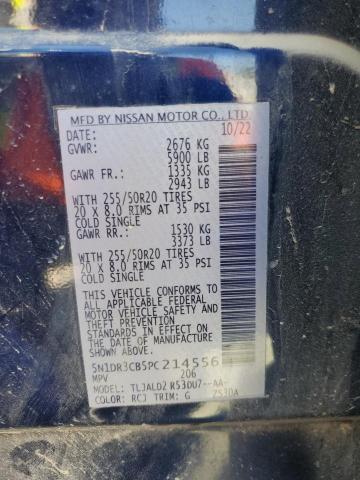 MFD BY NISSAN MOTOR CO., LTD
DATE: 10/22
GVWR: 2676 KG
5900 LB
GAWR FR.: 1335 KG
2943 LB
WITH 255/50R20 TIRES
20 X 8.0 RIMS AT 35 PSI
COLD SINGLE
GAWR RR.: 1530 KG
3373 LB
WITH 255/50R20 TIRES
20 X 8.0 RIMS AT 35 PSI
COLD SINGLE
THIS VEHICLE CONFORMS TO
ALL APPLICABLE FEDERAL
MOTOR VEHICLE SAFETY
AND THEFT PREVENTION
STANDARDS IN EFFECT ON
THE DATE OF MANUFACTURE
SHOWN ABOVE.
5N1DR3CB5PC214556
MPV 206
MODEL: TLJALD2 R53DU7--AA-
COLOR: RCJ TRIM: G 7530A